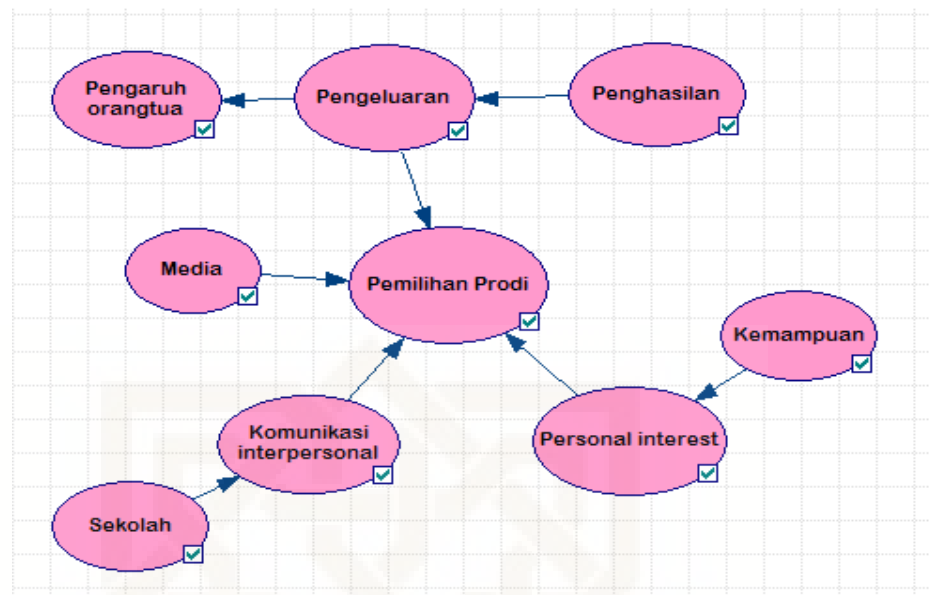 Pengaruh
orangtua
Pengeluaran
Penghasilan
Media
Pemilihan Prodi
Kemampuan
Komunikasi
interpersonal
Personal interest
Sekolah